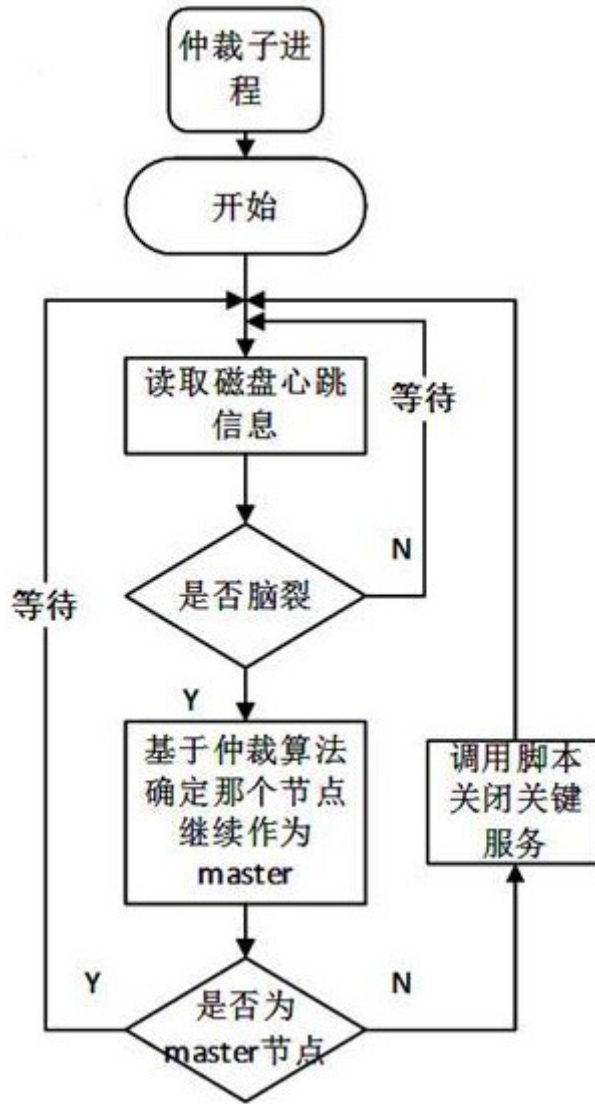 仲裁子进
程
开始
读取磁盘心跳
信息
等待
是否脑裂
N
等待
Y
基于仲裁算法
确定那个节点
继续作为
master
调用脚本
关闭关键
服务
Y
是否为
master节点
N